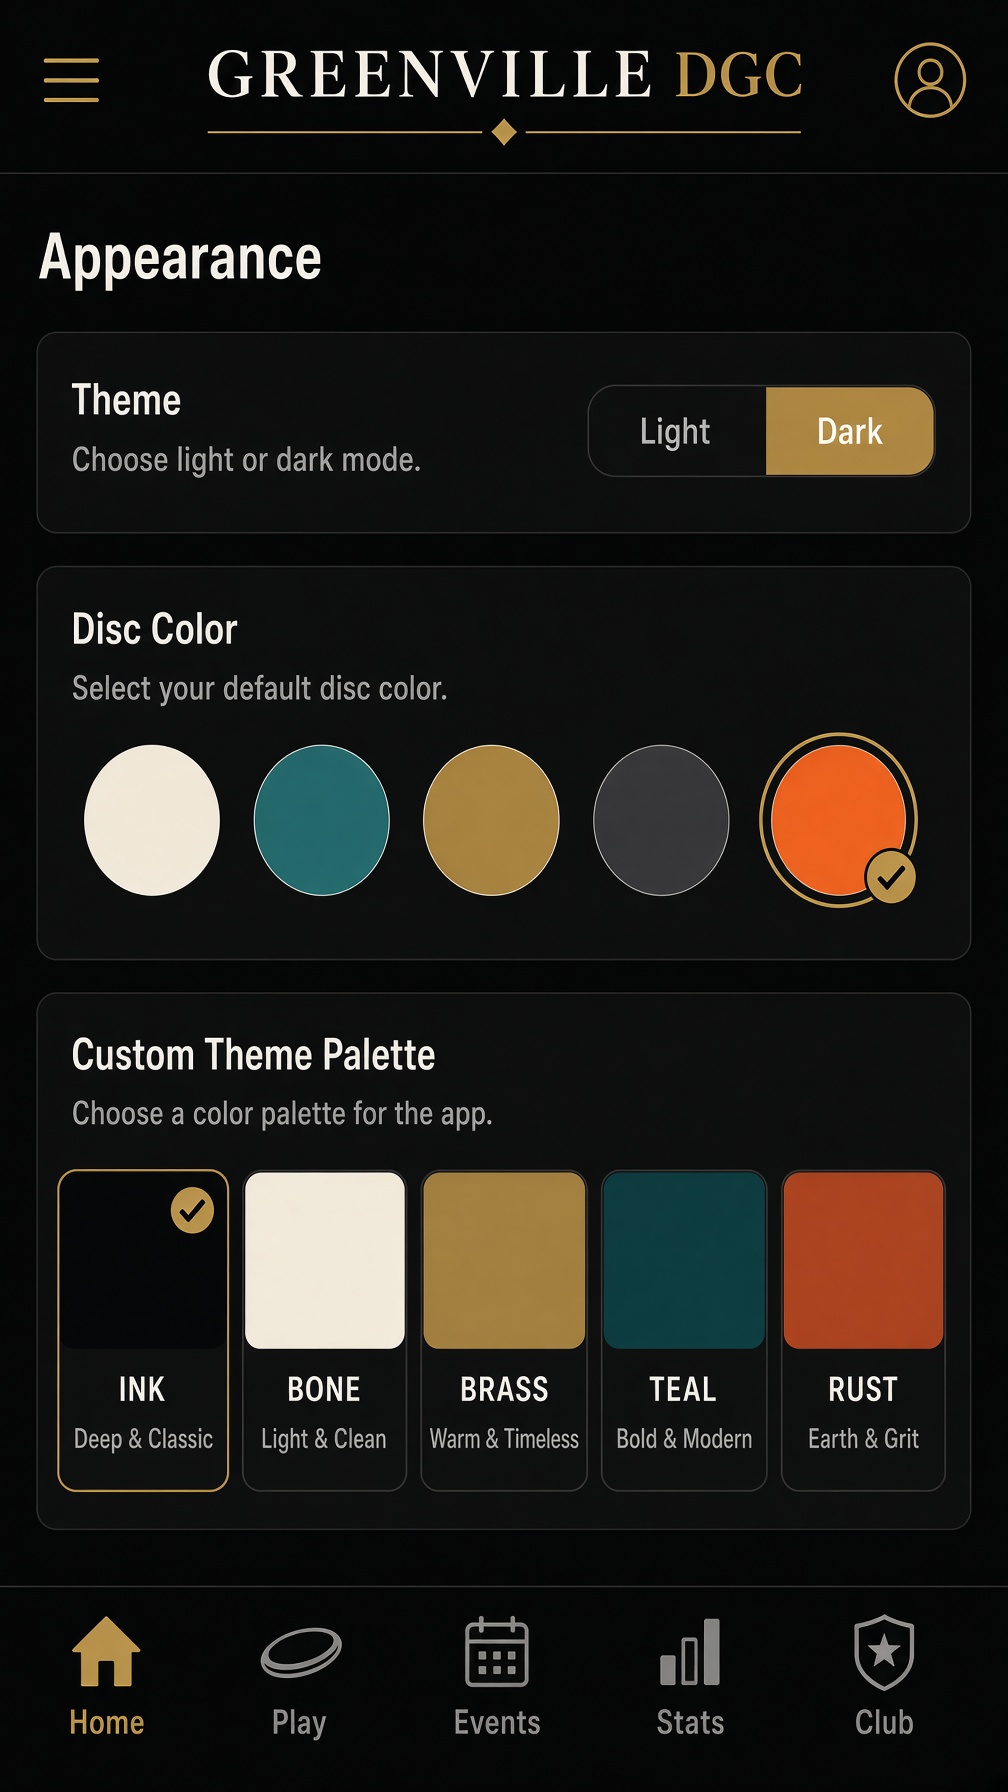 GREENVILLE DGC
Appearance
Theme
Choose light or dark mode.
Light
Dark
Disc Color
Select your default disc color.
Custom Theme Palette
Choose a color palette for the app.
INK
Deep & Classic
BONE
Light & Clean
BRASS
Warm & Timeless
TEAL
Bold & Modern
RUST
Earth & Grit
Home
Play
Events
Stats
Club